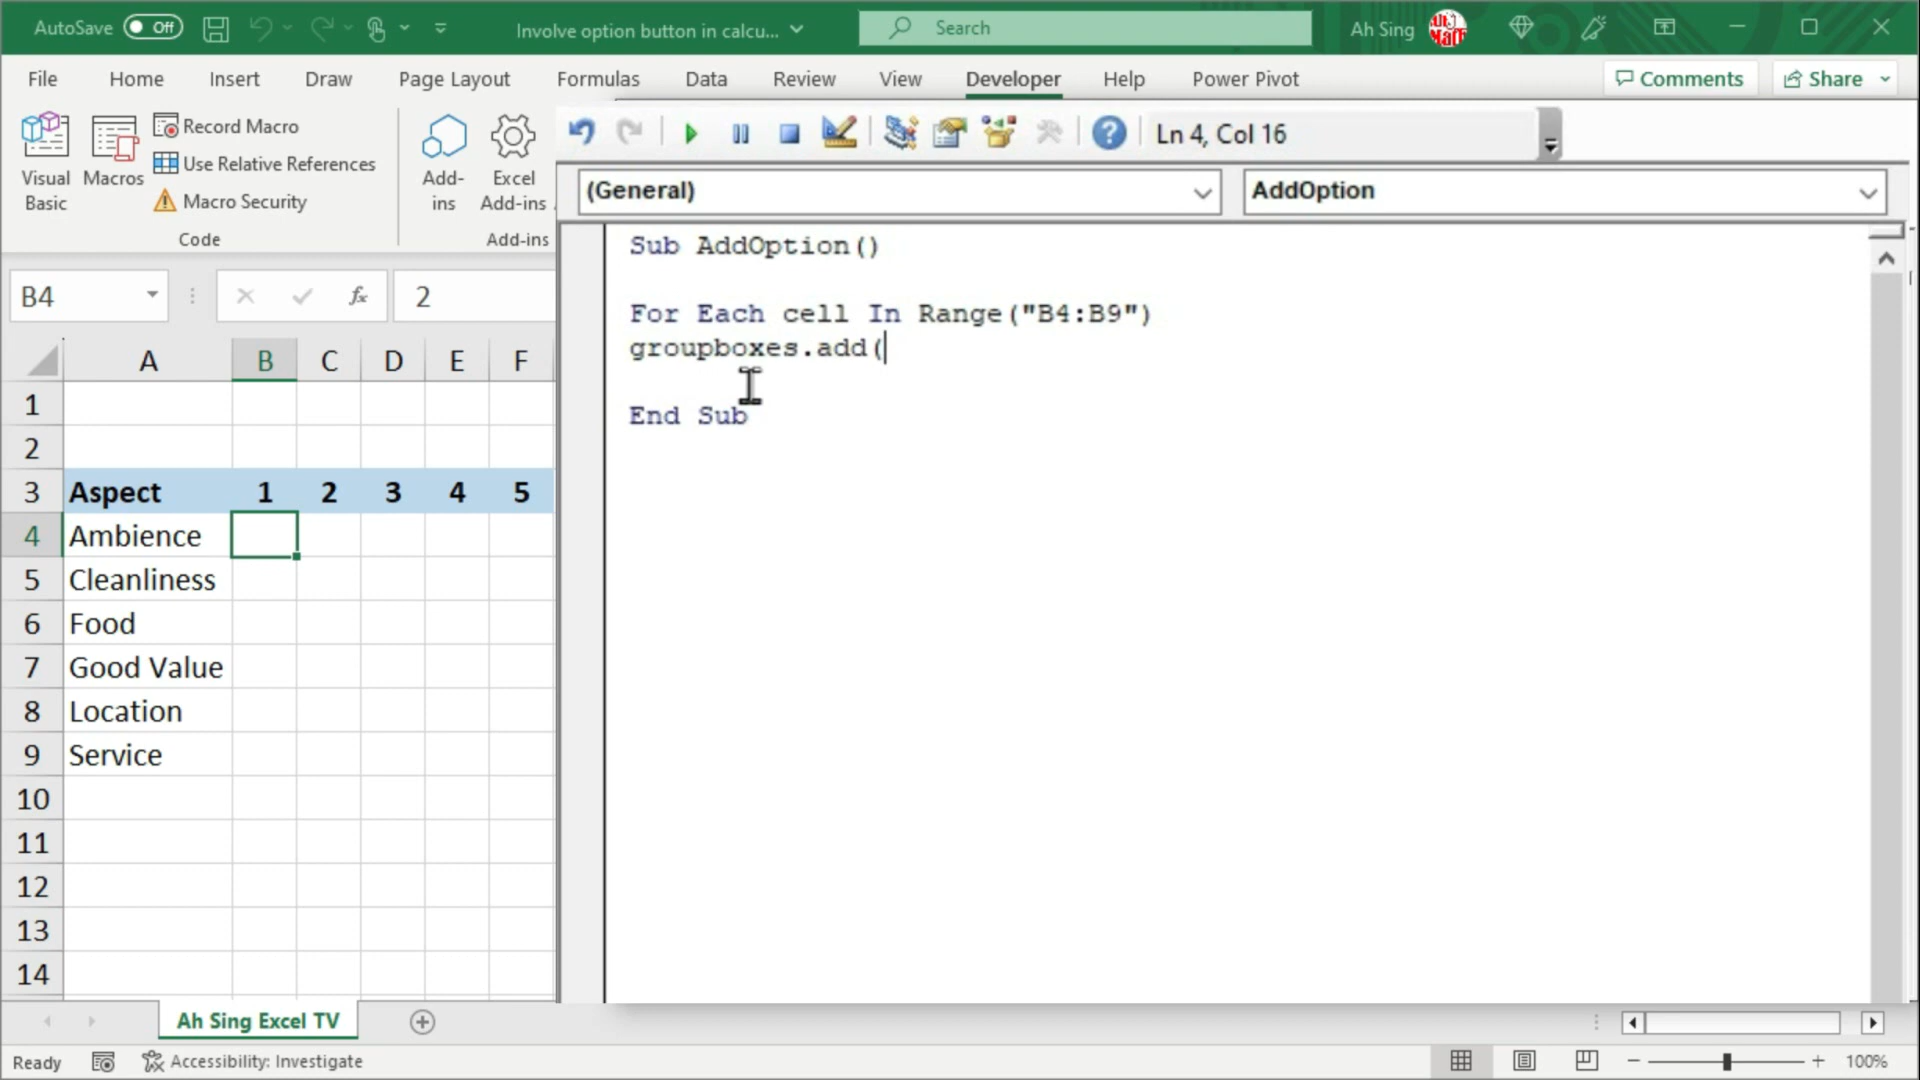 AutoSave Off Involve option button in calcu... Search Ah Sing
File Home Insert Draw Page Layout Formulas Data Review View Developer Help Power Pivot Comments Share
Visual Basic
Macros
Record Macro
Use Relative References
Macro Security
Code
Add-ins
Excel Add-ins
Add-ins
Ln 4, Col 16
(General) AddOption
B4 fx 2
Sub AddOption()
For Each cell In Range("B4:B9")
groupboxes.add(
End Sub
A B C D E F
1
2
3 Aspect 1 2 3 4 5
4 Ambience
5 Cleanliness
6 Food
7 Good Value
8 Location
9 Service
10
11
12
13
14
Ah Sing Excel TV
Ready Accessibility: Investigate 100%